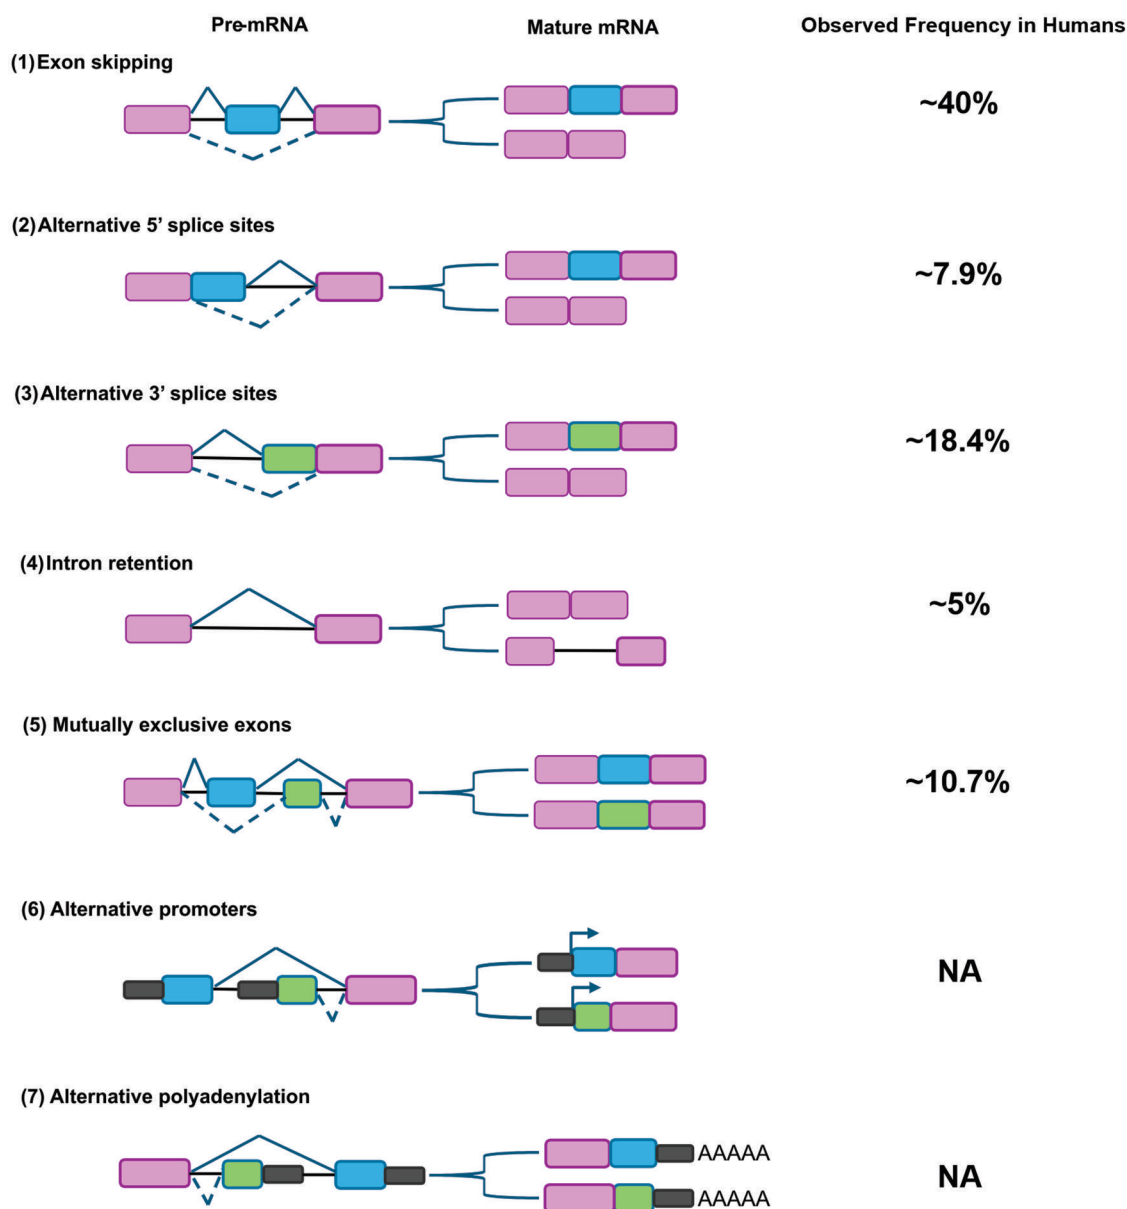 Pre-mRNA Mature mRNA Observed Frequency in Humans
(1)Exon skipping
~40%
(2)Alternative 5’ splice sites
~7.9%
(3)Alternative 3’ splice sites
~18.4%
(4)Intron retention
~5%
(5) Mutually exclusive exons
~10.7%
(6) Alternative promoters
NA
(7) Alternative polyadenylation
AAAAA
NA
AAAAA